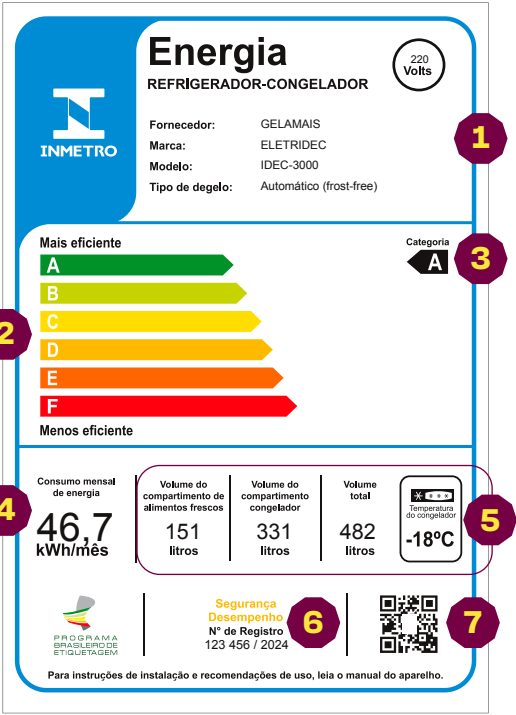 Energia
REFRIGERADOR-CONGELADOR
220
Volts
INMETRO
Fornecedor: GELAMAIS
Marca: ELETRIDEC
Modelo: IDEC-3000
Tipo de degelo: Automático (frost-free)
1
Mais eficiente
Categoria
A
3
A
B
C
2
D
E
F
Menos eficiente
4
Consumo mensal
de energia
46,7
kWh/mês
Volume do
compartimento de
alimentos frescos
151
litros
Volume do
compartimento
congelador
331
litros
Volume
total
482
litros
Temperatura
do congelador
-18ºC
5
PROGRAMA
BRASILEIRO DE
ETIQUETAGEM
Segurança
Desempenho
N° de Registro
123 456 / 2024
6
7
Para instruções de instalação e recomendações de uso, leia o manual do aparelho.